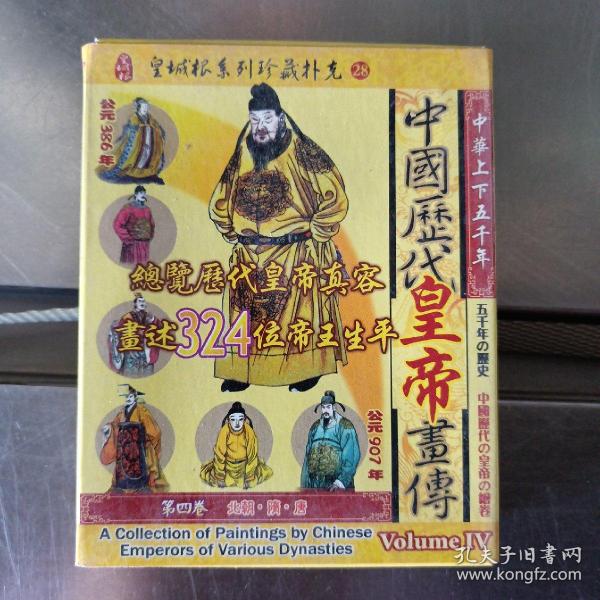 皇城根系列珍藏扑克 28
公元386年
中國歷代皇帝畫傳
中華上下五千年
總覽歷代皇帝真容
畫述324位帝王生平
五千年の歷史 中國歷代の皇帝の繪卷
公元907年
第四卷 北朝·隋·唐
A Collection of Paintings by Chinese
Emperors of Various Dynasties
Volume IV
孔夫子旧书网
www.kongfz.com